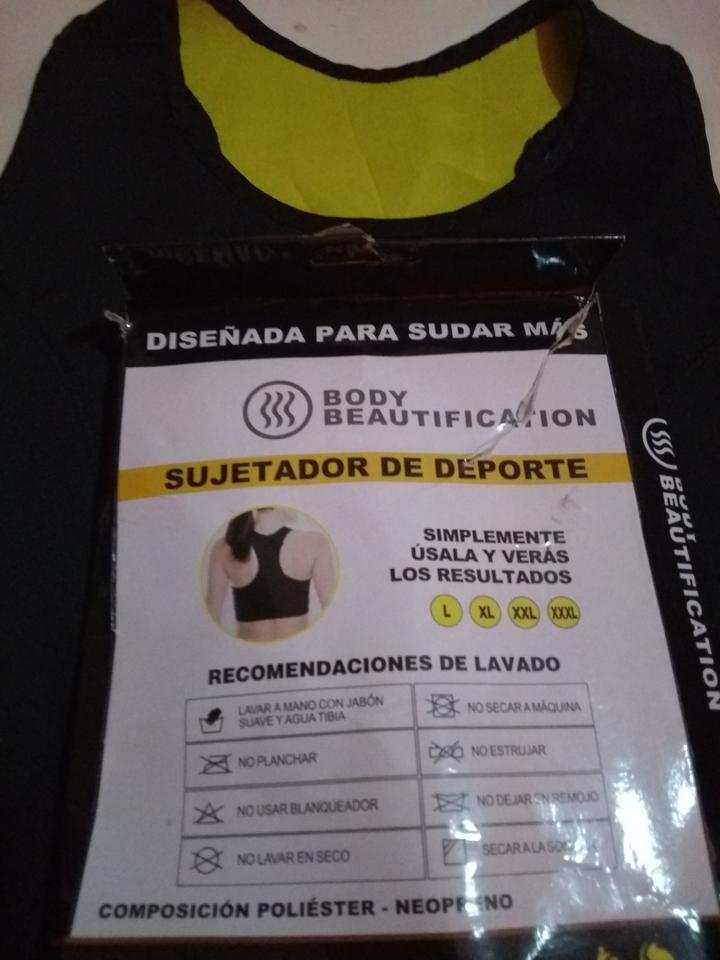 DISEÑADA PARA SUDAR MÁS
BODY
BEAUTIFICATION
SUJETADOR DE DEPORTE
SIMPLEMENTE
ÚSALA Y VERÁS
LOS RESULTADOS
L XL XXL XXXL
RECOMENDACIONES DE LAVADO
LAVAR A MANO CON JABÓN
SUAVE Y AGUA TIBIA
NO SECAR A MÁQUINA
NO PLANCHAR
NO ESTRUJAR
NO USAR BLANQUEADOR
NO DEJAR EN REMOJO
NO LAVAR EN SECO
SECAR A LA
COMPOSICIÓN POLIÉSTER - NEOPRENO
BODY
BEAUTIFICATION